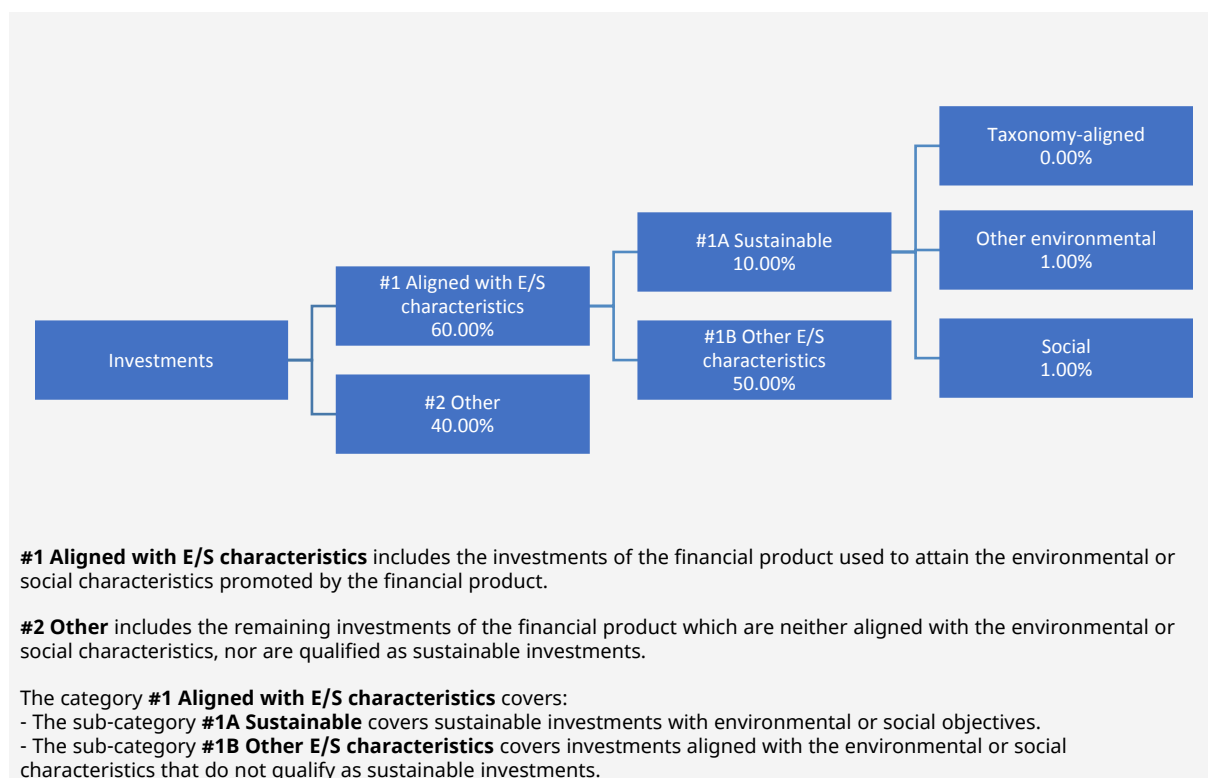 Investments
#1 Aligned with E/S
characteristics
60.00%
#2 Other
40.00%
#1A Sustainable
10.00%
#1B Other E/S
characteristics
50.00%
Taxonomy-aligned
0.00%
Other environmental
1.00%
Social
1.00%
#1 Aligned with E/S characteristics includes the investments of the financial product used to attain the environmental or
social characteristics promoted by the financial product.
#2 Other includes the remaining investments of the financial product which are neither aligned with the environmental or
social characteristics, nor are qualified as sustainable investments.
The category #1 Aligned with E/S characteristics covers:
- The sub-category #1A Sustainable covers sustainable investments with environmental or social objectives.
- The sub-category #1B Other E/S characteristics covers investments aligned with the environmental or social
characteristics that do not qualify as sustainable investments.